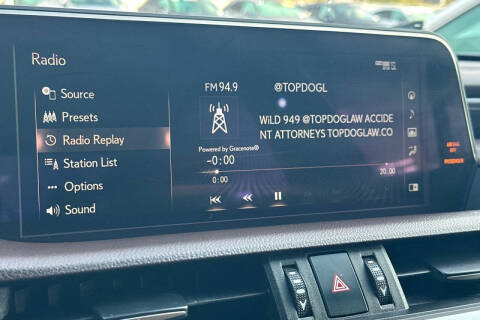 Radio
Source
Presets
Radio Replay
Station List
Options
Sound
FM 94.9 @TOPDOGL
WiLD 949 @TOPDOGLAW ACCIDE
NT ATTORNEYS TOPDOGLAW.CO
Powered by Gracenote®
-0:00
0:00 20:00